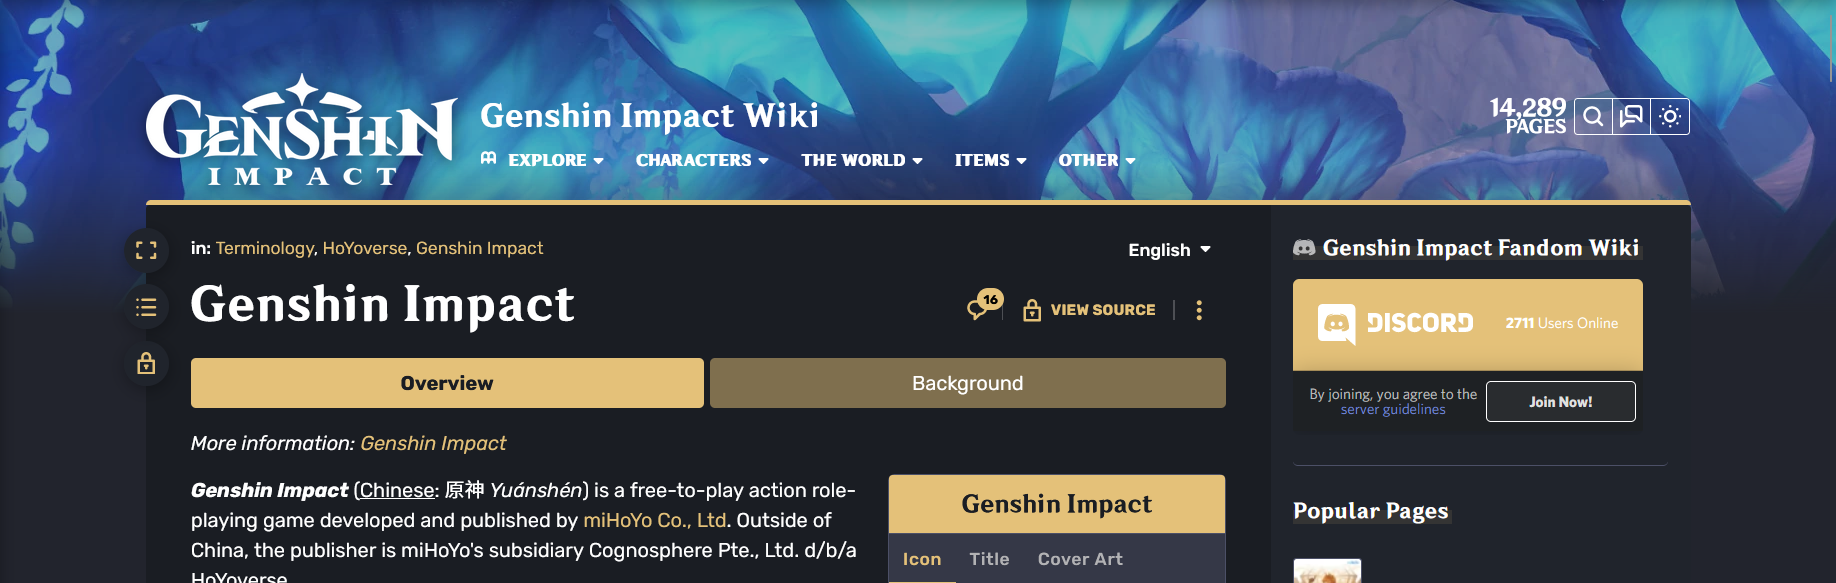 GENSHIN
IMPACT
Genshin Impact Wiki
EXPLORE
CHARACTERS
THE WORLD
ITEMS
OTHER
14,289
PAGES
in: Terminology, HoYoverse, Genshin Impact
English
Genshin Impact
16
VIEW SOURCE
Overview
Background
More information: Genshin Impact
Genshin Impact (Chinese: 原神 Yuánshén) is a free-to-play action role-
playing game developed and published by miHoYo Co., Ltd. Outside of
China, the publisher is miHoYo's subsidiary Cognosphere Pte., Ltd. d/b/a
HoYoverse
Genshin Impact
Icon
Title
Cover Art
Genshin Impact Fandom Wiki
DISCORD
2711 Users Online
By joining, you agree to the
server guidelines
Join Now!
Popular Pages